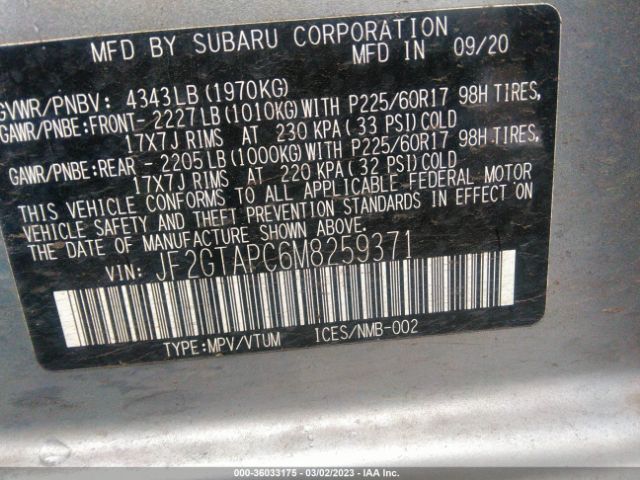 MFD BY SUBARU CORPORATION
MFD IN 09/20
GVWR/PNBV: 4343LB (1970KG)
GAWR/PNBE:FRONT- 2227LB(1010KG)WITH P225/60R17 98H TIRES,
17X7J RIMS AT 230 KPA(33 PSI)COLD
GAWR/PNBE:REAR - 2205LB(1000KG)WITH P225/60R17 98H TIRES,
17X7J RIMS AT 220 KPA(32 PSI)COLD
THIS VEHICLE CONFORMS TO ALL APPLICABLE FEDERAL MOTOR
VEHICLE SAFETY AND THEFT PREVENTION STANDARDS IN EFFECT ON
THE DATE OF MANUFACTURE SHOWN ABOVE.
VIN: JF2GTAPC6M8259371
TYPE:MPV/VTUM ICES/NMB-002
000-36033175 - 03/02/2023 - IAA Inc.